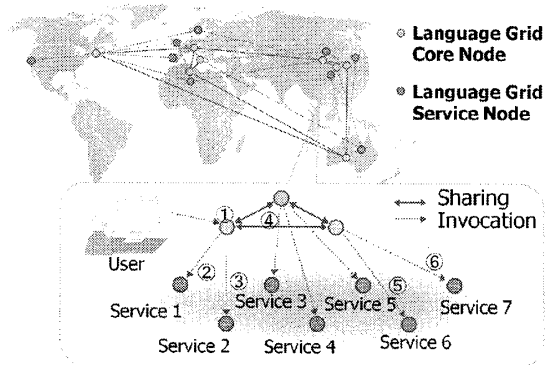 Language Grid
Core Node
Language Grid
Service Node
Sharing
Invocation
①
④
User
②
③
⑤
⑥
Service 1
Service 2
Service 3
Service 4
Service 5
Service 6
Service 7